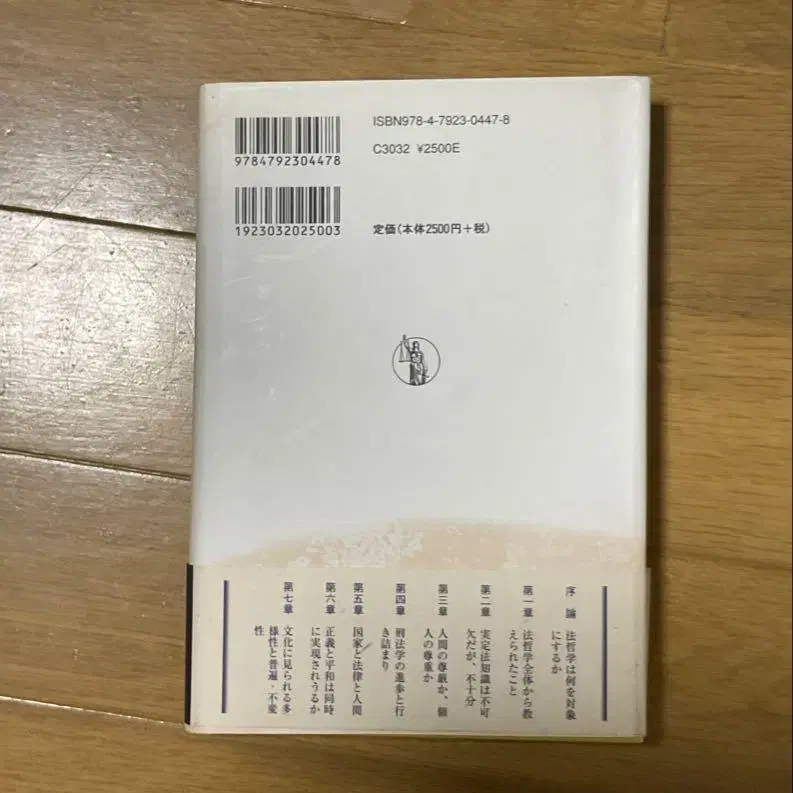 ISBN978-4-7923-0447-8
9784792304478
C3032 ¥2500E
1923032025003
定価(本体2500円+税)
序　論　法哲学は何を対象
にするか
第一章　法哲学全体から教
えられたこと
第二章　実定法知識は不可
欠だが、不十分
第三章　人間の尊厳か、個
人の尊重か
第四章　刑法学の進歩と行
き詰まり
第五章　国家と法律と人間
第六章　正義と平和は同時
に実現されうるか
第七章　文化に見られる多
様性と普遍・不変
性